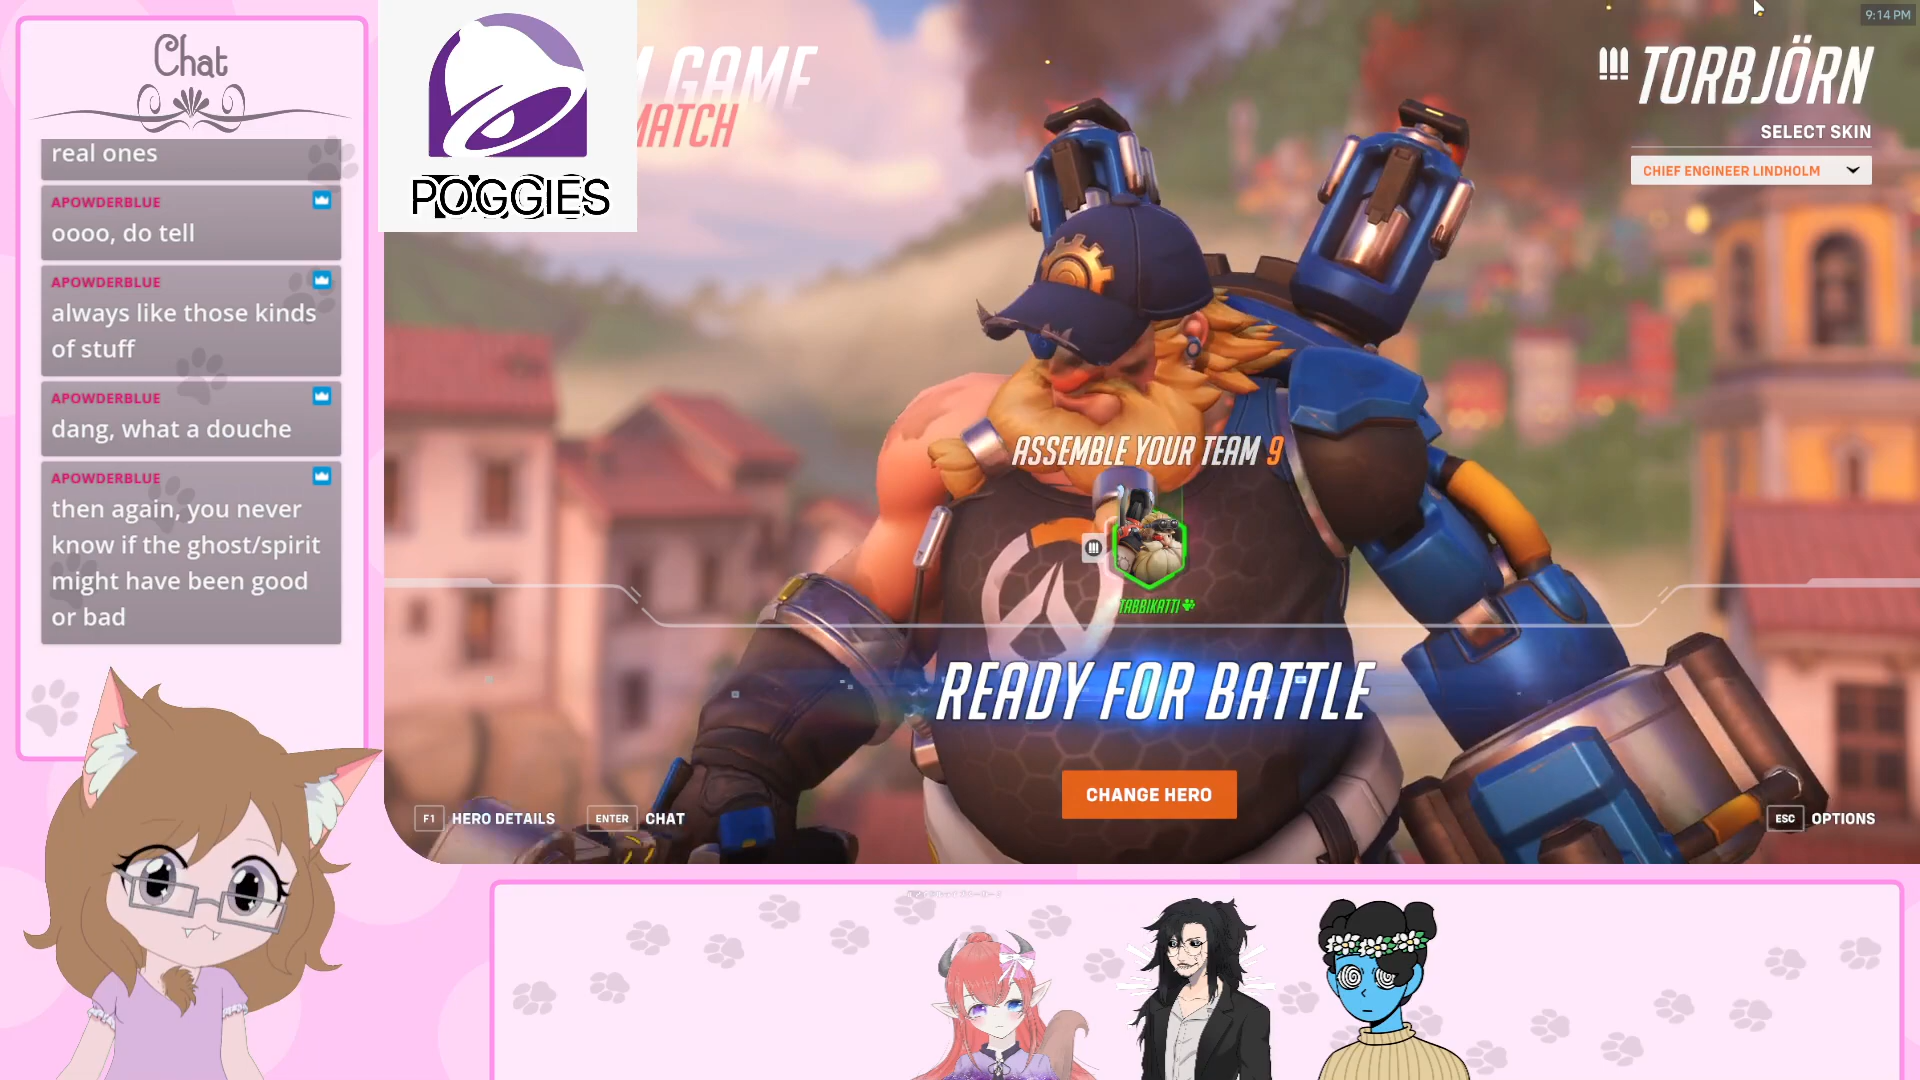 Chat
real ones
APOWDERBLUE
oooo, do tell
APOWDERBLUE
always like those kinds
of stuff
APOWDERBLUE
dang, what a douche
APOWDERBLUE
then again, you never
know if the ghost/spirit
might have been good
or bad
POGGIES
GAME
MATCH
9:14 PM
TORBJÖRN
SELECT SKIN
CHIEF ENGINEER LINDHOLM
ASSEMBLE YOUR TEAM 9
TABBIKATTI
READY FOR BATTLE
CHANGE HERO
F1 HERO DETAILS
ENTER CHAT
ESC OPTIONS